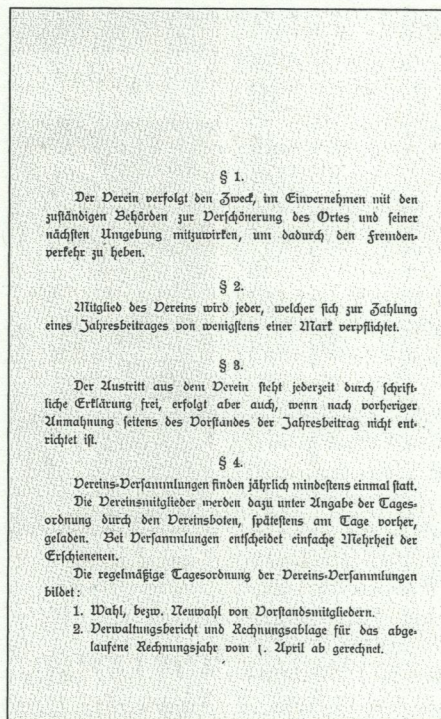 § 1.
Der Verein verfolgt den Zweck, im Einvernehmen mit den
zuständigen Behörden zur Verschönerung des Ortes und seiner
nächsten Umgebung mitzuwirken, um dadurch den Fremden-
verkehr zu heben.
§ 2.
Mitglied des Vereins wird jeder, welcher sich zur Zahlung
eines Jahresbeitrages von wenigstens einer Mark verpflichtet.
§ 3.
Der Austritt aus dem Verein steht jederzeit durch schrift-
liche Erklärung frei, erfolgt aber auch, wenn nach vorheriger
Anmahnung seitens des Vorstandes der Jahresbeitrag nicht ent-
richtet ist.
§ 4.
Vereins-Versammlungen finden jährlich mindestens einmal statt.
Die Vereinsmitglieder werden dazu unter Angabe der Tages-
ordnung durch den Vereinsboten, spätestens am Tage vorher,
geladen. Bei Versammlungen entscheidet einfache Mehrheit der
Erschienenen.
Die regelmäßige Tagesordnung der Vereins-Versammlungen
bildet:
1. Wahl, bezw. Neuwahl von Vorstandsmitgliedern.
2. Verwaltungsbericht und Rechnungsablage für das abge-
laufene Rechnungsjahr vom 1. April ab gerechnet.